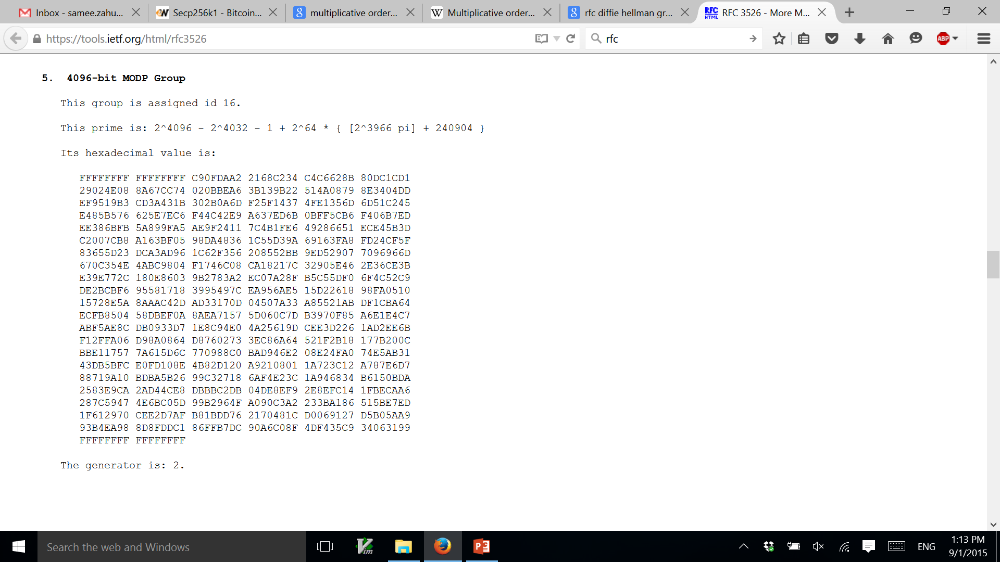 Inbox - samee.zahu...
Secp256k1 - Bitcoin...
multiplicative order...
Multiplicative order...
rfc diffie hellman gr...
RFC 3526 - More M...
https://tools.ietf.org/html/rfc3526
rfc
ABP
5. 4096-bit MODP Group
This group is assigned id 16.
This prime is: 2^4096 - 2^4032 - 1 + 2^64 * { [2^3966 pi] + 240904 }
Its hexadecimal value is:
FFFFFFFF FFFFFFFF C90FDAA2 2168C234 C4C6628B 80DC1CD1
29024E08 8A67CC74 020BBEA6 3B139B22 514A0879 8E3404DD
EF9519B3 CD3A431B 302B0A6D F25F1437 4FE1356D 6D51C245
E485B576 625E7EC6 F44C42E9 A637ED6B 0BFF5CB6 F406B7ED
EE386BFB 5A899FA5 AE9F2411 7C4B1FE6 49286651 ECE45B3D
C2007CB8 A163BF05 98DA4836 1C55D39A 69163FA8 FD24CF5F
83655D23 DCA3AD96 1C62F356 208552BB 9ED52907 7096966D
670C354E 4ABC9804 F1746C08 CA18217C 32905E46 2E36CE3B
E39E772C 180E8603 9B2783A2 EC07A28F B5C55DF0 6F4C52C9
DE2BCBF6 95581718 3995497C EA956AE5 15D22618 98FA0510
15728E5A 8AAAC42D AD33170D 04507A33 A85521AB DF1CBA64
ECFB8504 58DBEF0A 8AEA7157 5D060C7D B3970F85 A6E1E4C7
ABF5AE8C DB0933D7 1E8C94E0 4A25619D CEE3D226 1AD2EE6B
F12FFA06 D98A0864 D8760273 3EC86A64 521F2B18 177B200C
BBE11757 7A615D6C 770988C0 BAD946E2 08E24FA0 74E5AB31
43DB5BFC E0FD108E 4B82D120 A9210801 1A723C12 A787E6D7
88719A10 BDBA5B26 99C32718 6AF4E23C 1A946834 B6150BDA
2583E9CA 2AD44CE8 DBBBC2DB 04DE8EF9 2E8EFC14 1FBECAA6
287C5947 4E6BC05D 99B2964F A090C3A2 233BA186 515BE7ED
1F612970 CEE2D7AF B81BDD76 2170481C D0069127 D5B05AA9
93B4EA98 8D8FDDC1 86FFB7DC 90A6C08F 4DF435C9 34063199
FFFFFFFF FFFFFFFF
The generator is: 2.
Search the web and Windows
ENG
1:13 PM
9/1/2015